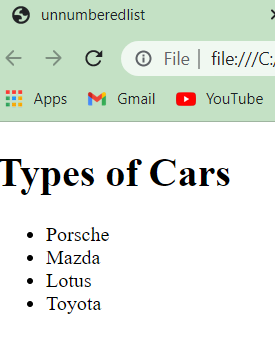 unnumberedlist
File | file:///C:/
Apps Gmail YouTube
Types of Cars
• Porsche
• Mazda
• Lotus
• Toyota